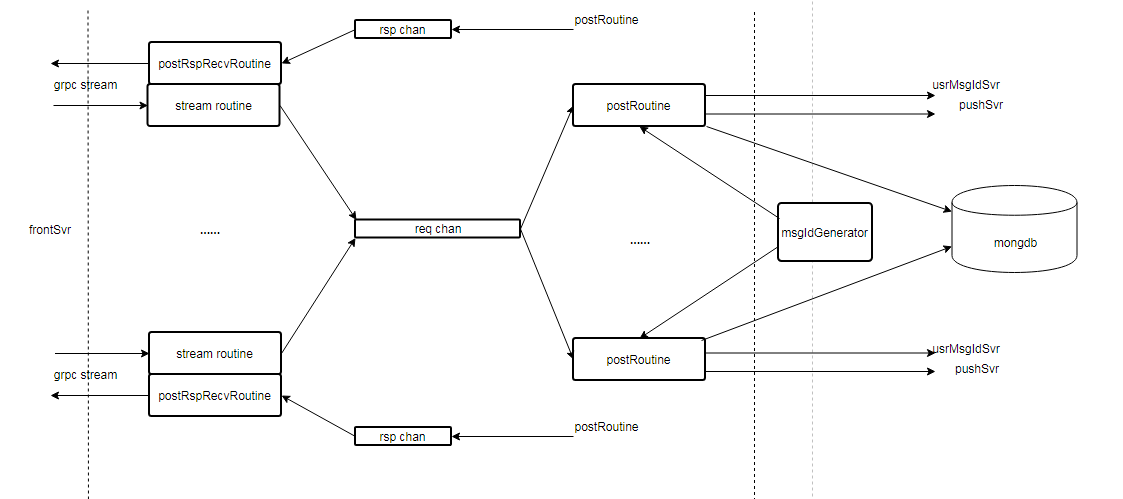 postRoutine
rsp chan
postRspRecvRoutine
grpc stream
usrMsgIdSvr
stream routine
postRoutine
pushSvr
msgIdGenerator
frontSvr
......
req chan
......
mongdb
stream routine
usrMsgIdSvr
postRoutine
grpc stream
pushSvr
postRspRecvRoutine
postRoutine
rsp chan